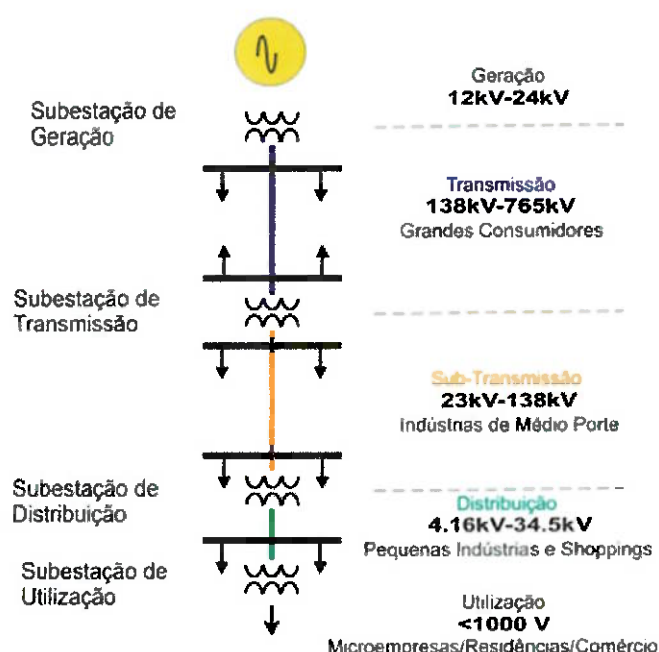 Geração
12kV-24kV
Subestação de
Geração
Transmissão
138kV-765kV
Grandes Consumidores
Subestação de
Transmissão
Sub-Transmissão
23kV-138kV
Indústrias de Médio Porte
Subestação de
Distribuição
Distribuição
4.16kV-34.5kV
Pequenas Indústrias e Shoppings
Subestação de
Utilização
Utilização
<1000 V
Microempresas/Residências/Comércio